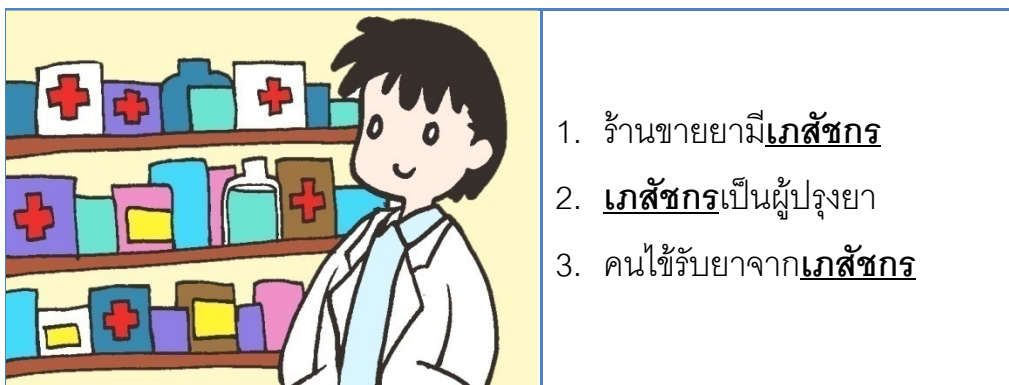 1. ร้านขายยามีเภสัชกร
2. เภสัชกรเป็นผู้ปรุงยา
3. คนไข้รับยาจากเภสัชกร